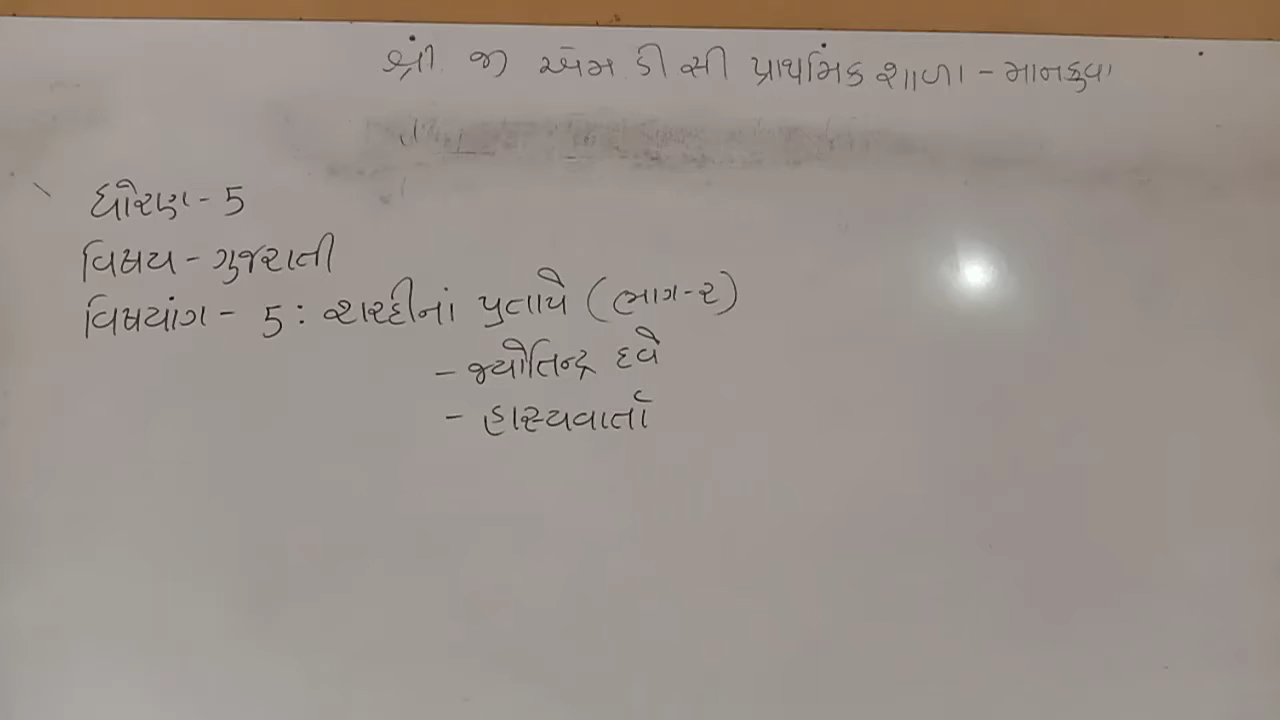 શ્રી જી એમ ડી સી પ્રાથમિક શાળા - માનકુવા
ધોરણ - 5
વિષય - ગુજરાતી
વિષયાંગ - 5 : શરદીનાં પ્રતાપે (ભાગ-૨)
- જ્યોતિન્દ્ર દવે
- હાસ્યવાર્તા